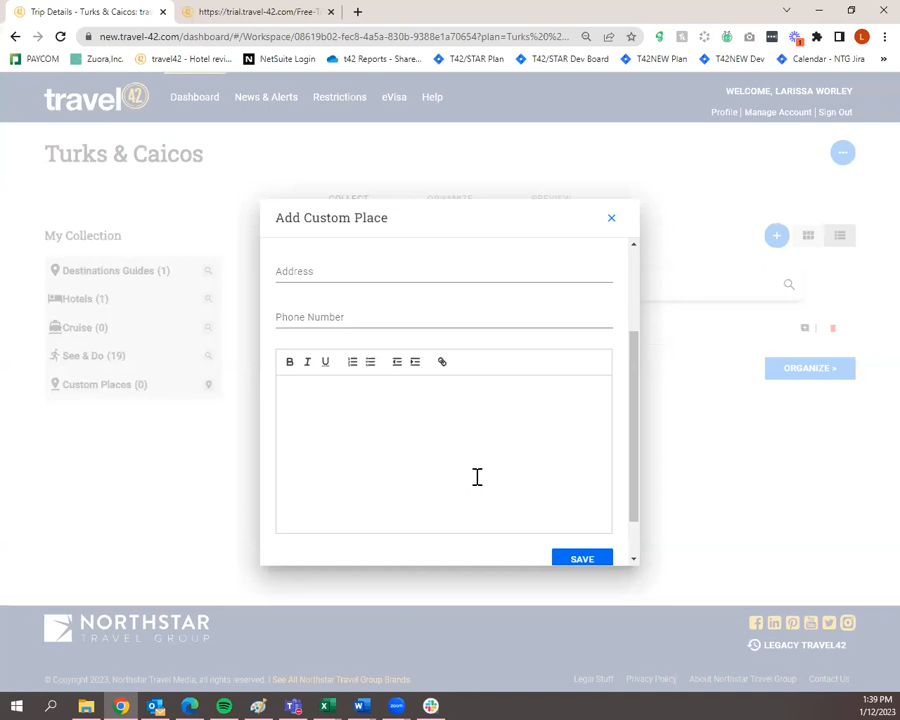 Trip Details - Turks & Caicos: trav
https://trial.travel-42.com/Free-T
new.travel-42.com/dashboard/#/Workspace/08619b02-fec8-4a5a-830b-9388e1a70654?plan=Turks%20%2...
PAYCOM
Zuora,Inc.
travel42 - Hotel revi...
NetSuite Login
t42 Reports - Share...
T42/STAR Plan
T42/STAR Dev Board
T42NEW Plan
T42NEW Dev
Calendar - NTG Jira
»
travel 42
Dashboard
News & Alerts
Restrictions
eVisa
Help
WELCOME, LARISSA WORLEY
Profile | Manage Account | Sign Out
Turks & Caicos
COLLECT
ORGANIZE
PREVIEW
My Collection
Destinations Guides (1)
Hotels (1)
Cruise (0)
See & Do (19)
Custom Places (0)
Add Custom Place
Address
Phone Number
B I U
SAVE
ORGANIZE »
NORTHSTAR
TRAVEL GROUP
LEGACY TRAVEL42
© Copyright 2023, Northstar Travel Media, all rights reserved. | See All Northstar Travel Group Brands.
Legal Stuff
Privacy Policy
About Northstar Travel Group
Contact Us
1:39 PM
1/12/2023